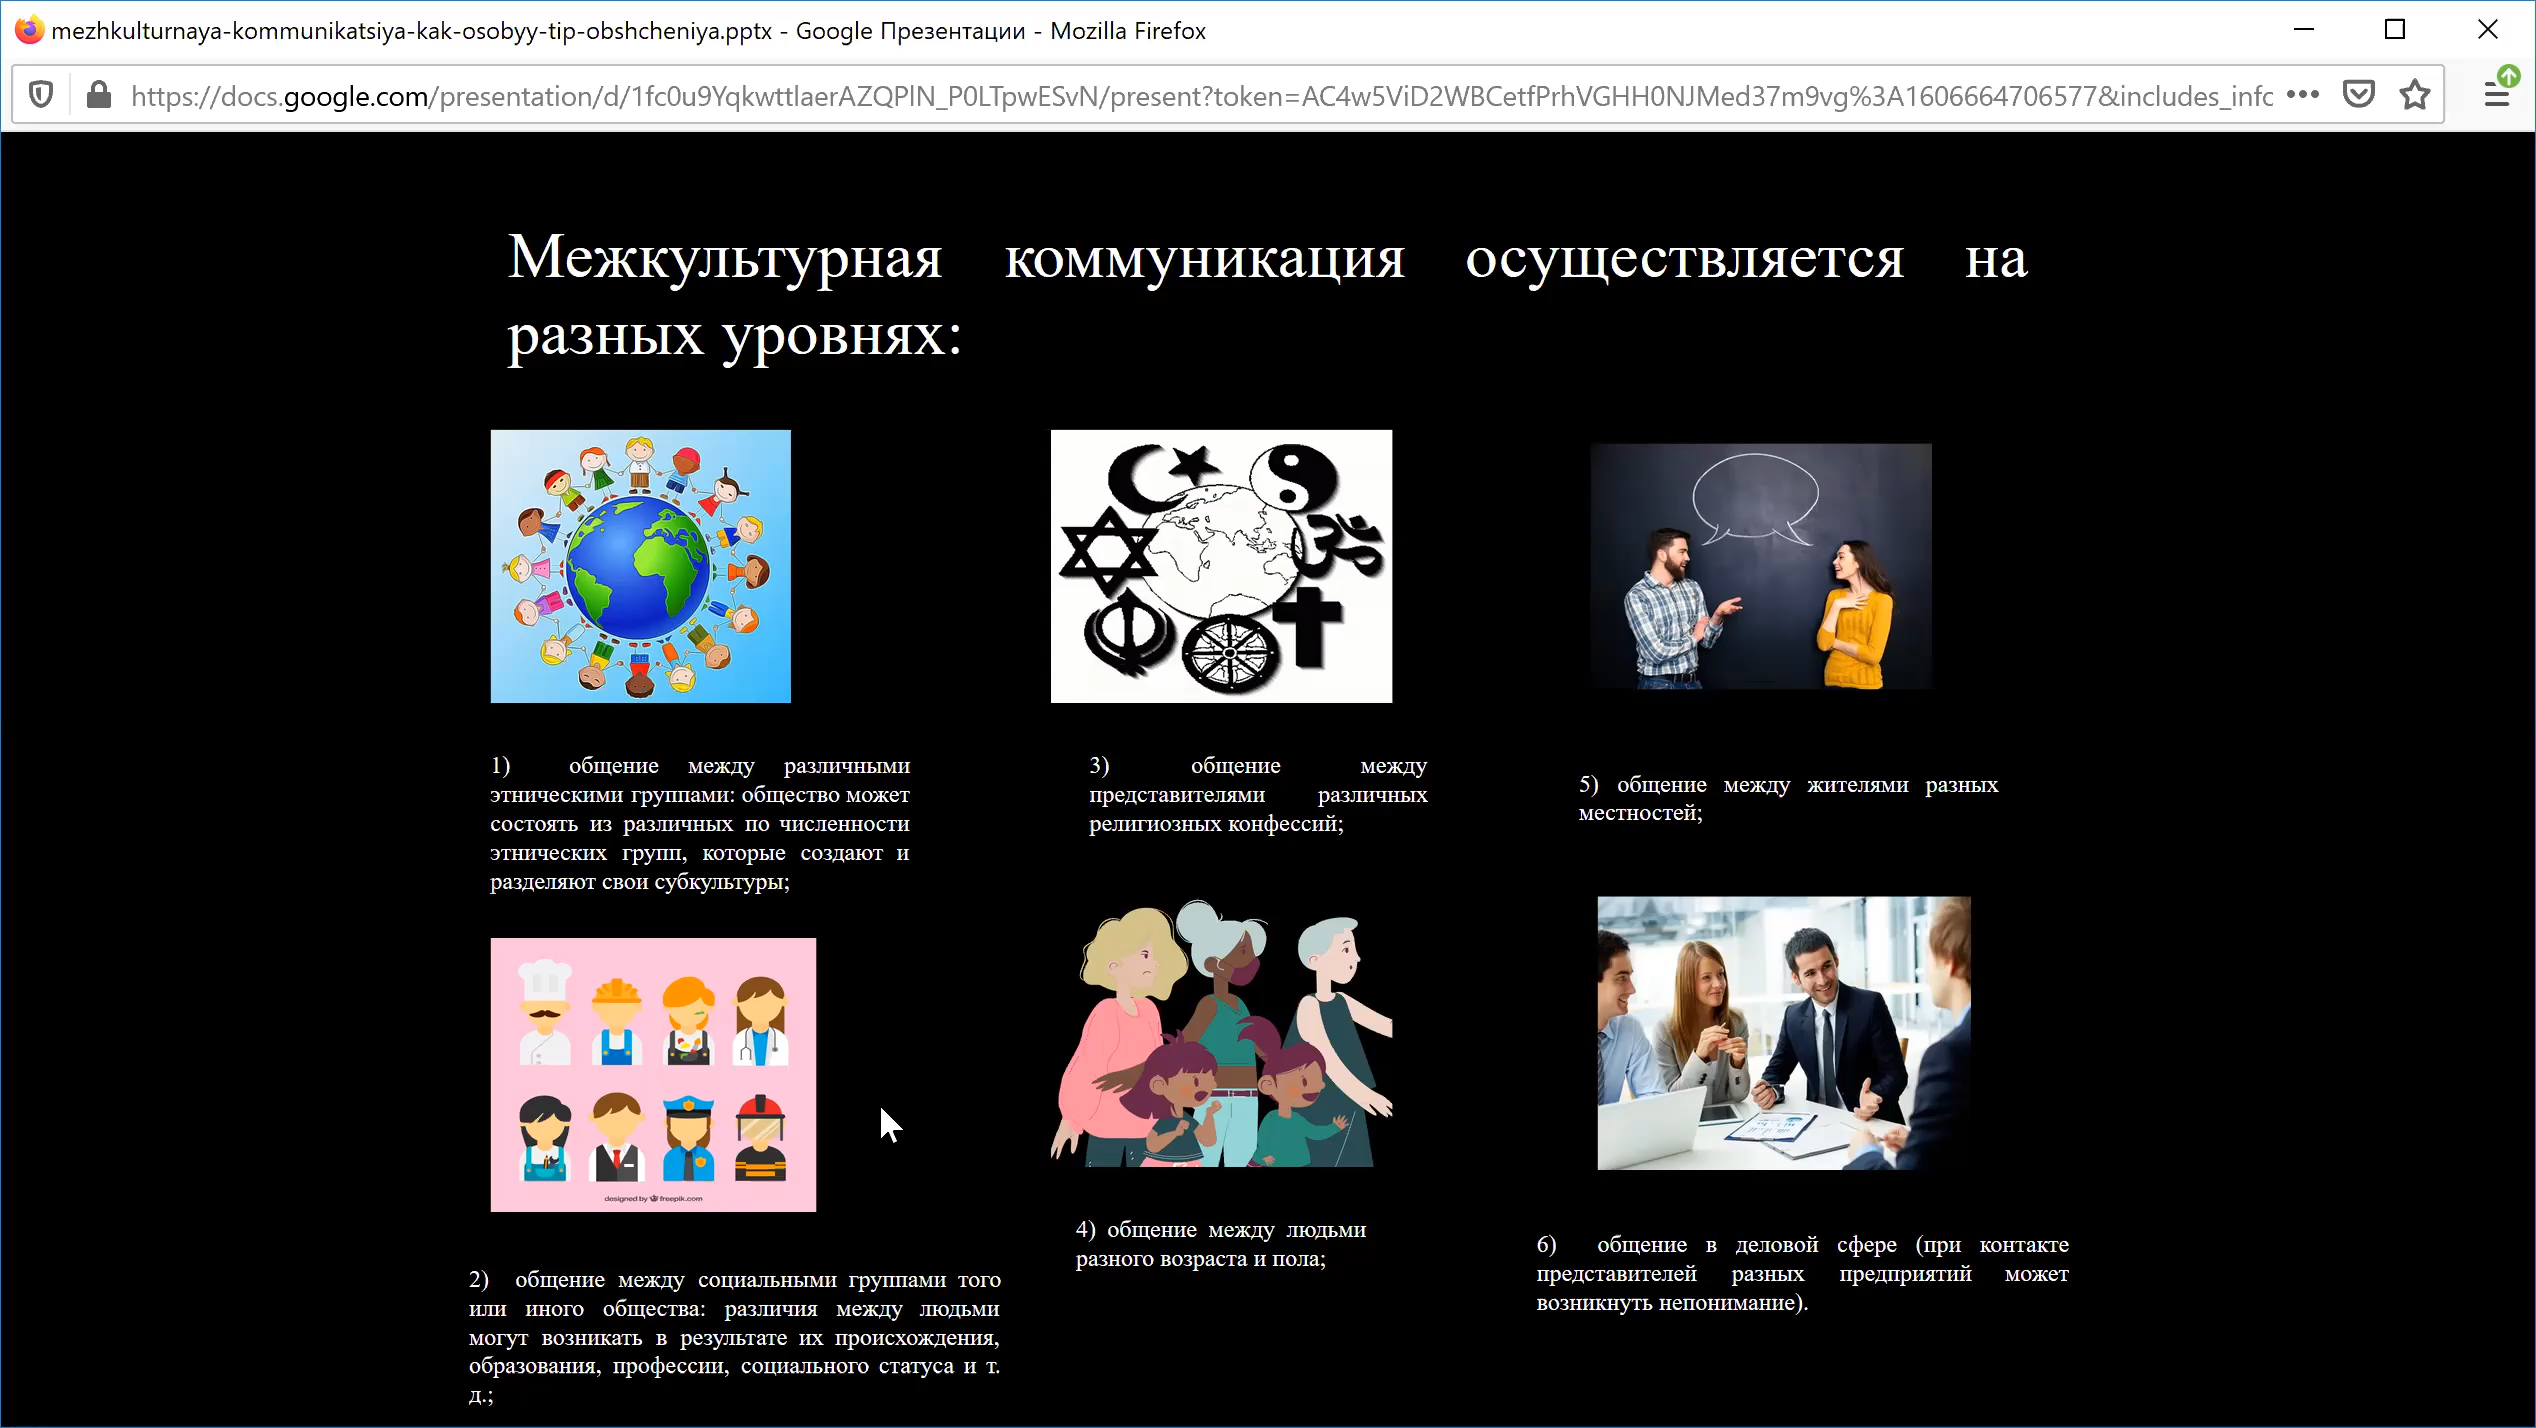 mezhkulturnaya-kommunikatsiya-kak-osobyy-tip-obshcheniya.pptx - Google Презентации - Mozilla Firefox
https://docs.google.com/presentation/d/1fc0u9YqkwttlaerAZQPlN_P0LTpwESvN/present?token=AC4w5ViD2WBCetfPrhVGHH0NJMed37m9vg%3A1606664706577&includes_info
Межкультурная коммуникация осуществляется на
разных уровнях:
1) общение между различными
этническими группами: общество может
состоять из различных по численности
этнических групп, которые создают и
разделяют свои субкультуры;
designed by freepik.com
2) общение между социальными группами того
или иного общества: различия между людьми
могут возникать в результате их происхождения,
образования, профессии, социального статуса и т.
д.;
3) общение между
представителями различных
религиозных конфессий;
4) общение между людьми
разного возраста и пола;
5) общение между жителями разных
местностей;
6) общение в деловой сфере (при контакте
представителей разных предприятий может
возникнуть непонимание).